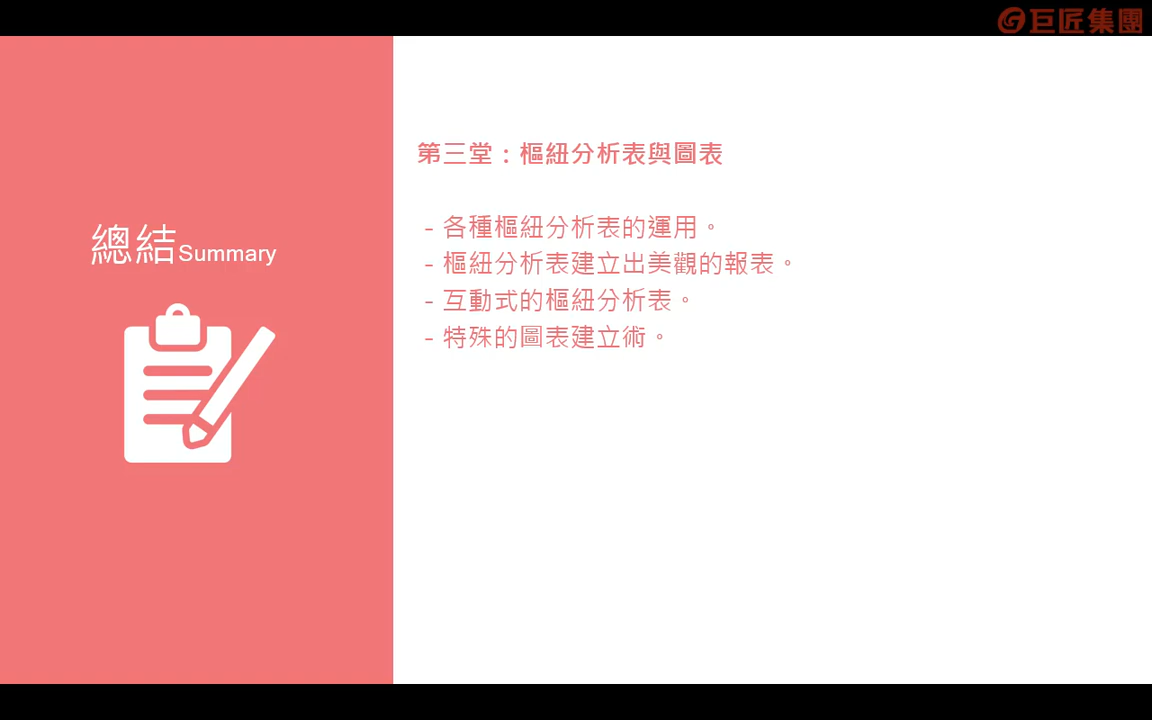 巨匠集團
總結Summary
第三堂：樞紐分析表與圖表
- 各種樞紐分析表的運用。
- 樞紐分析表建立出美觀的報表。
- 互動式的樞紐分析表。
- 特殊的圖表建立術。